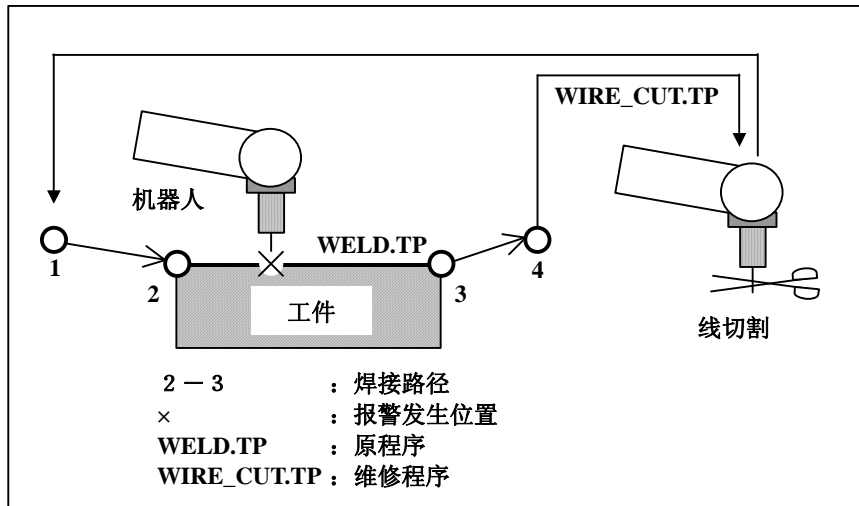 WIRE_CUT.TP
机器人
WELD.TP
1
2
3
4
工件
线切割
2－3 ：焊接路径
× ：报警发生位置
WELD.TP ：原程序
WIRE_CUT.TP ：维修程序